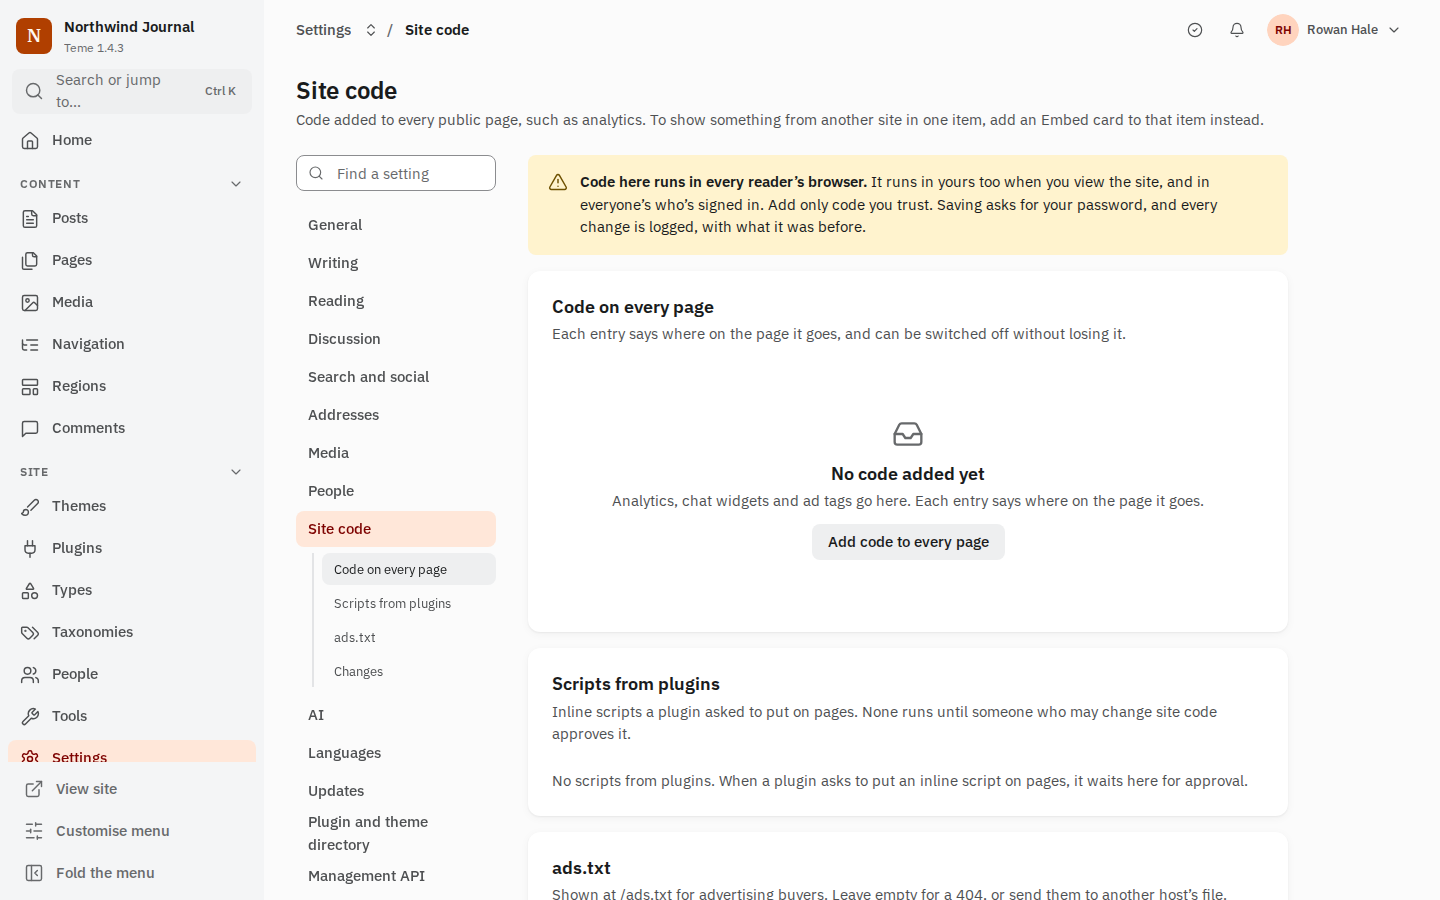 Northwind Journal
Teme 1.4.3
Search or jump
to...
Ctrl K
Home
CONTENT
Posts
Pages
Media
Navigation
Regions
Comments
SITE
Themes
Plugins
Types
Taxonomies
People
Tools
Settings
View site
Customise menu
Fold the menu
Settings / Site code
RH Rowan Hale
Site code
Code added to every public page, such as analytics. To show something from another site in one item, add an Embed card to that item instead.
Find a setting
General
Writing
Reading
Discussion
Search and social
Addresses
Media
People
Site code
Code on every page
Scripts from plugins
ads.txt
Changes
AI
Languages
Updates
Plugin and theme
directory
Management API
Code here runs in every reader’s browser. It runs in yours too when you view the site, and in
everyone’s who’s signed in. Add only code you trust. Saving asks for your password, and every
change is logged, with what it was before.
Code on every page
Each entry says where on the page it goes, and can be switched off without losing it.
No code added yet
Analytics, chat widgets and ad tags go here. Each entry says where on the page it goes.
Add code to every page
Scripts from plugins
Inline scripts a plugin asked to put on pages. None runs until someone who may change site code
approves it.
No scripts from plugins. When a plugin asks to put an inline script on pages, it waits here for approval.
ads.txt
Shown at /ads.txt for advertising buyers. Leave empty for a 404, or send them to another host’s file.